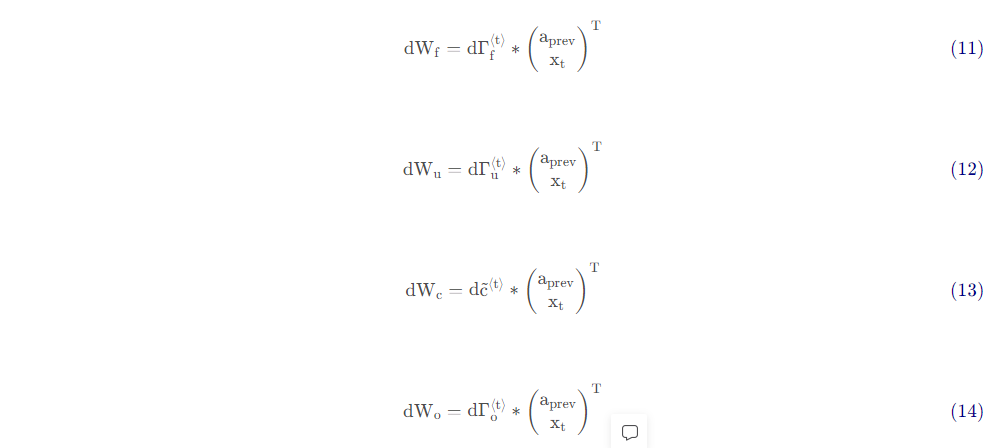 dW_f = dΓ_f^⟨t⟩ * (a_prev x_t)^T (11)
dW_u = dΓ_u^⟨t⟩ * (a_prev x_t)^T (12)
dW_c = dc̃^⟨t⟩ * (a_prev x_t)^T (13)
dW_o = dΓ_o^⟨t⟩ * (a_prev x_t)^T (14)